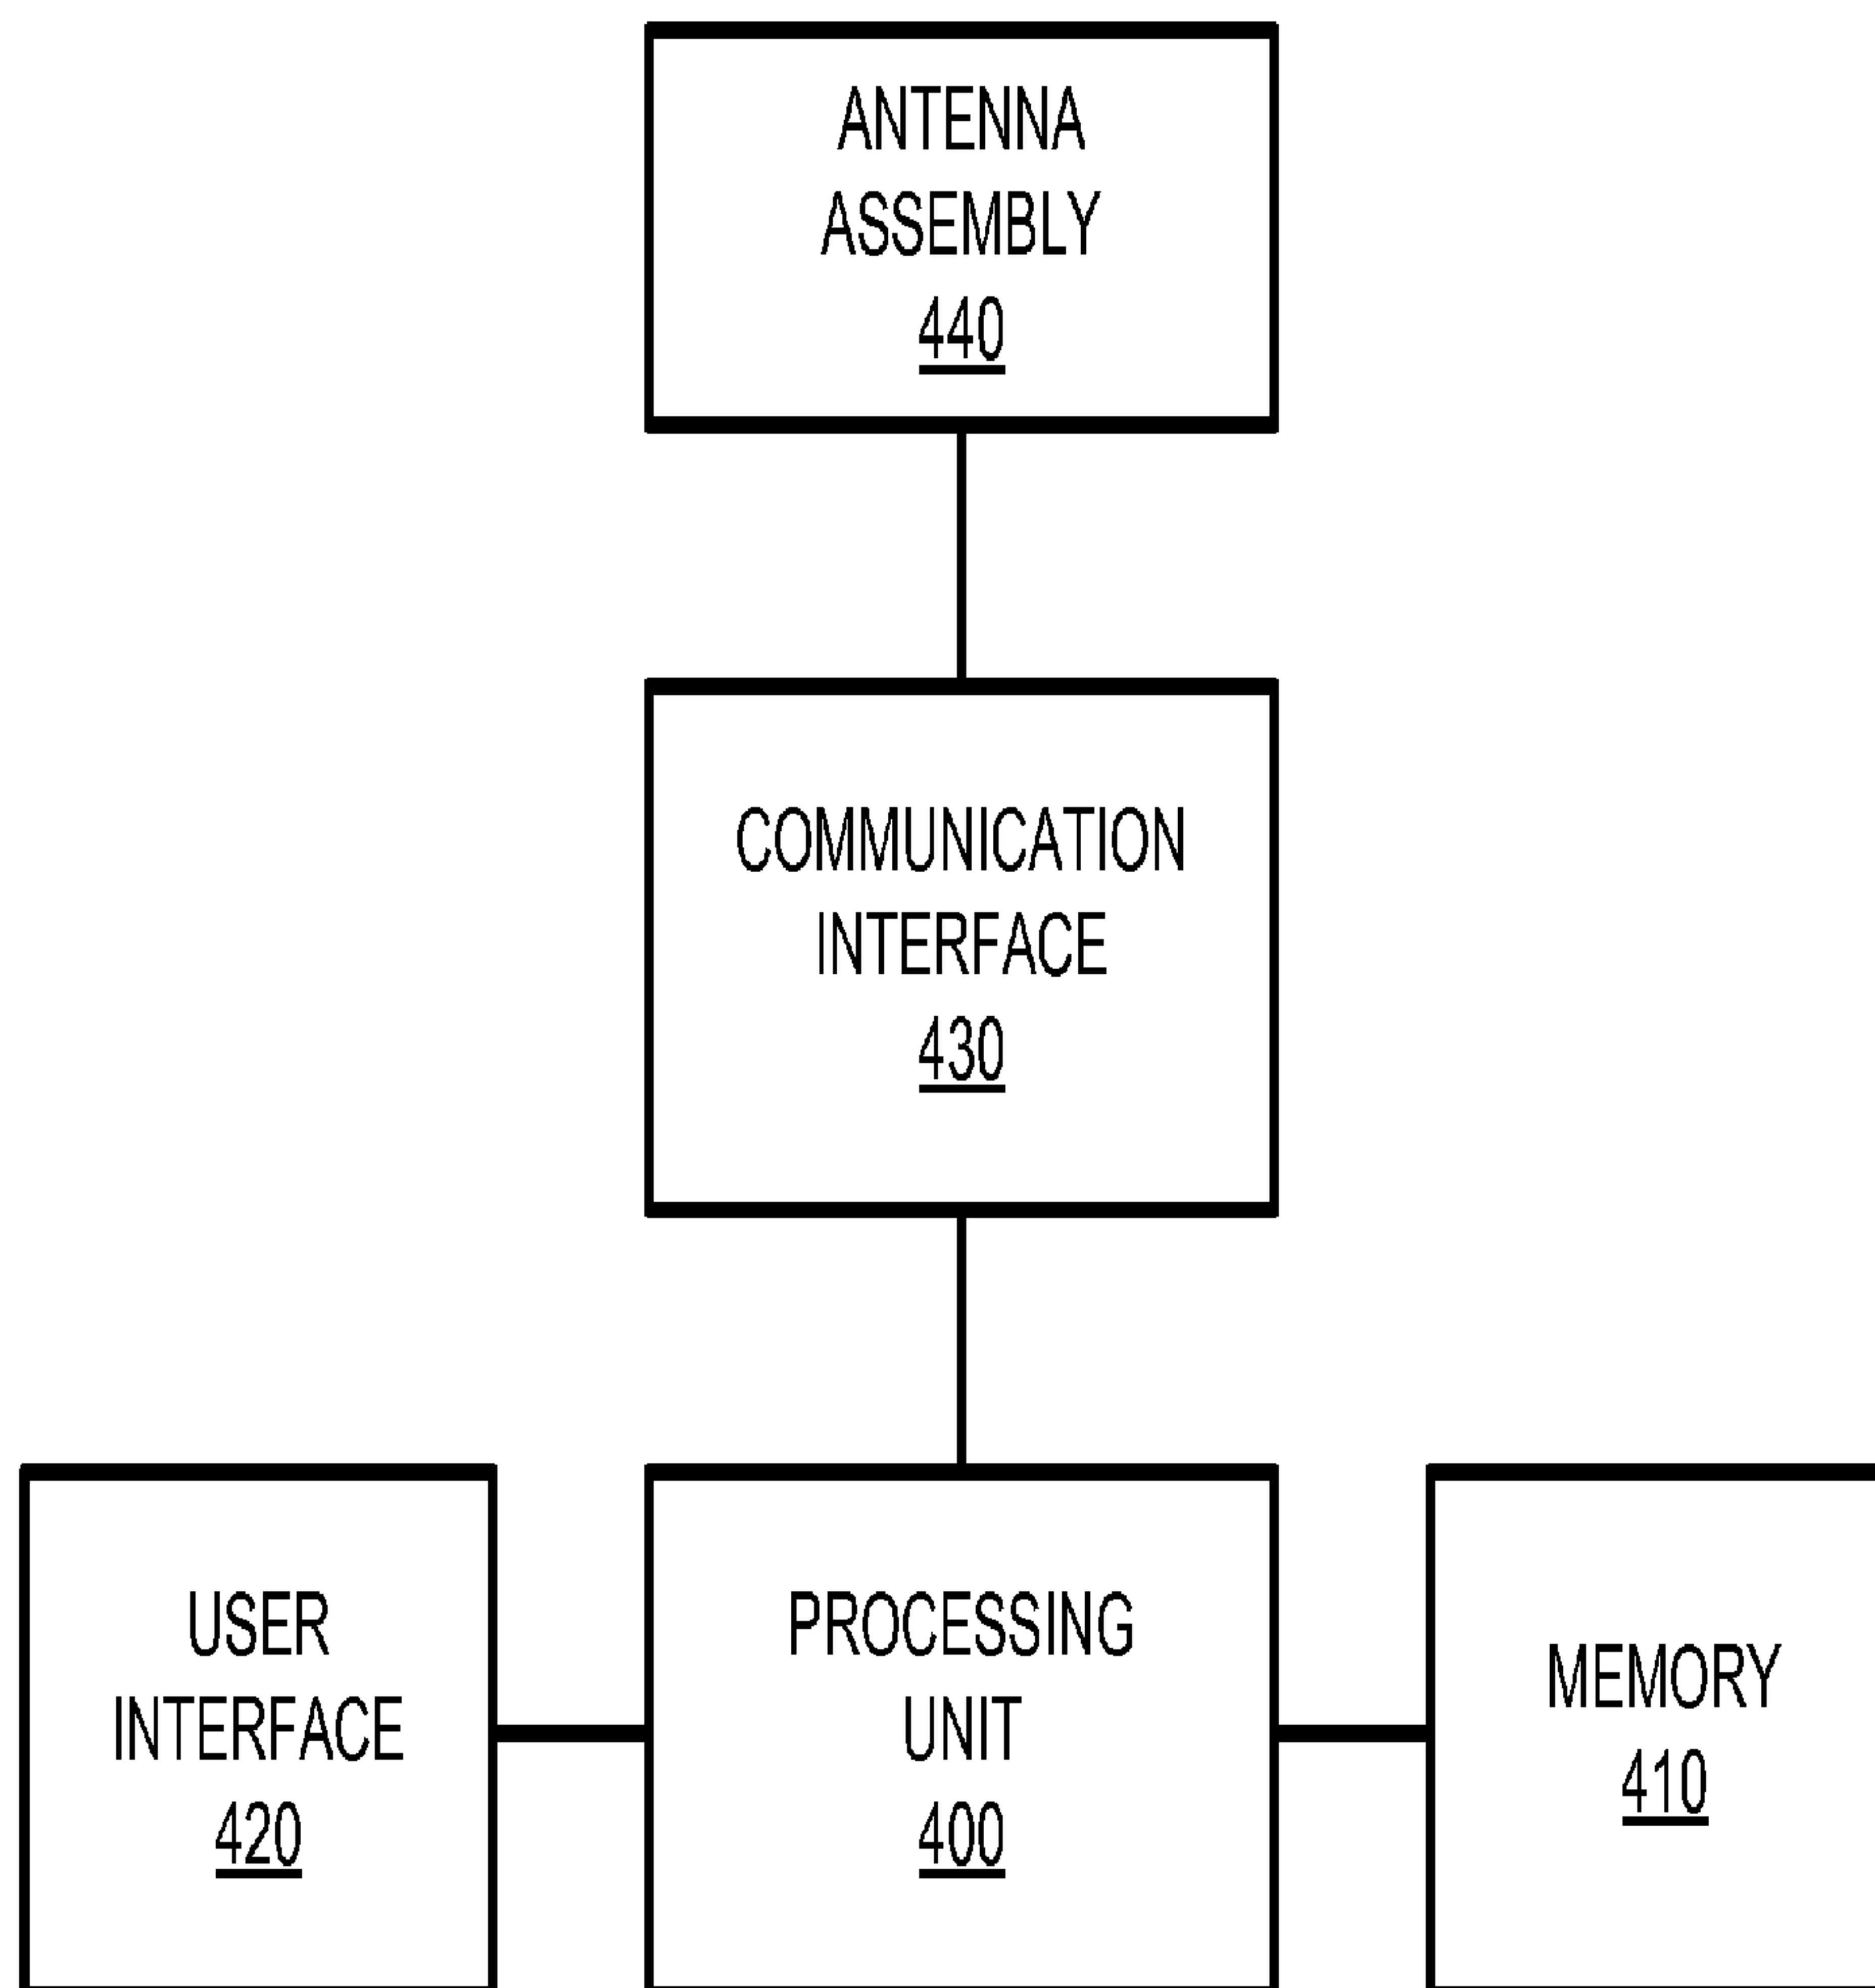 ANTENNA
ASSEMBLY
440
COMMUNICATION
INTERFACE
430
USER
INTERFACE
420
PROCESSING
UNIT
400
MEMORY
410